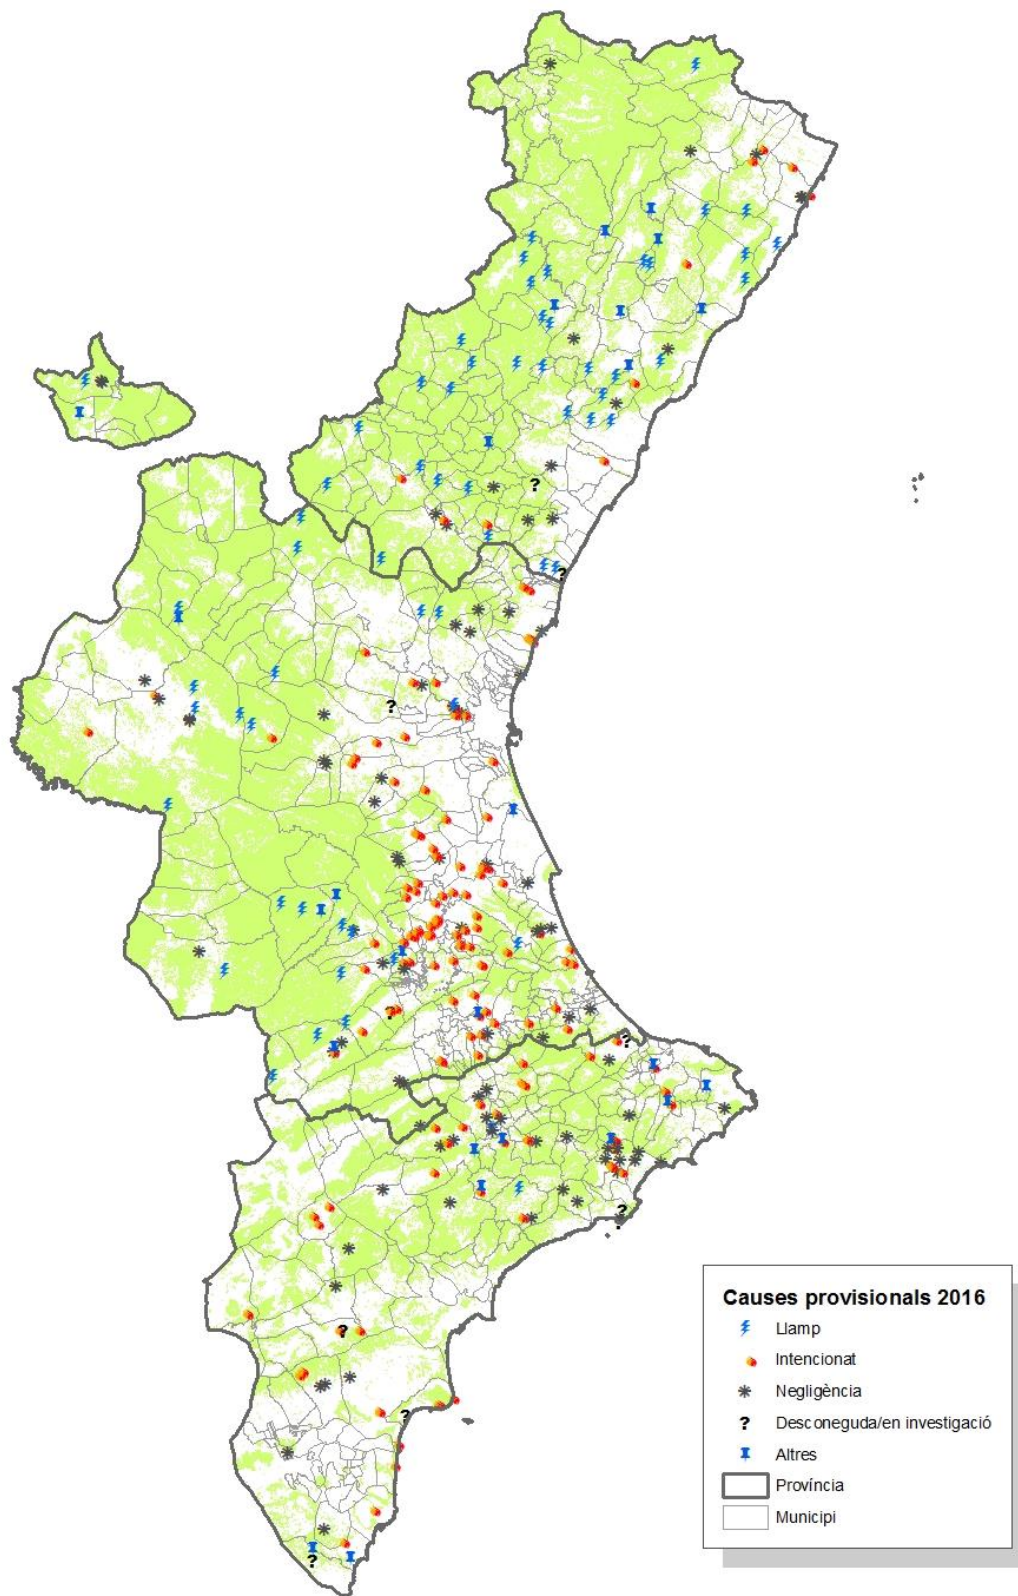 Causes provisionals 2016
Llamp
Intencionat
Negligència
? Desconeguda/en investigació
Altres
Província
Municipi